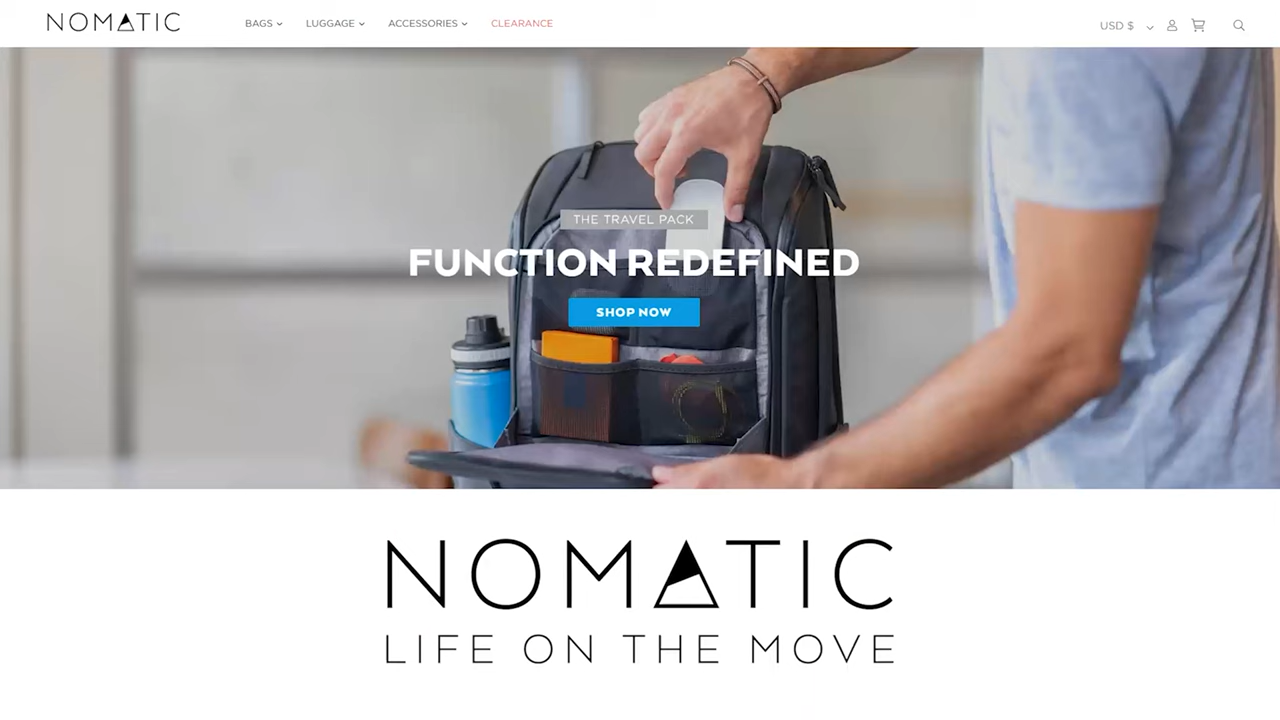 NOMATIC
BAGS
LUGGAGE
ACCESSORIES
CLEARANCE
USD $
THE TRAVEL PACK
FUNCTION REDEFINED
SHOP NOW
NOMATIC
LIFE ON THE MOVE